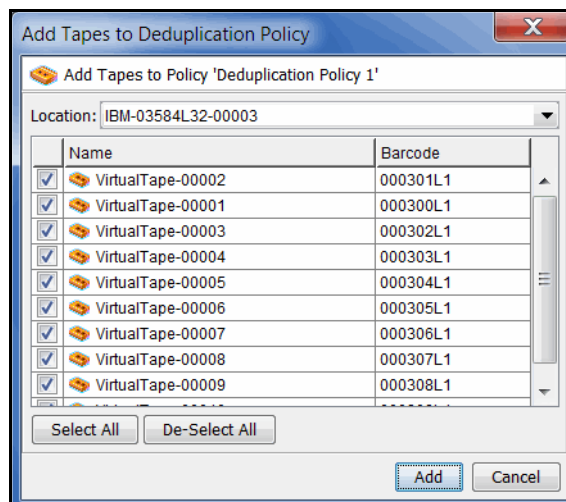 Add Tapes to Deduplication Policy
Add Tapes to Policy 'Deduplication Policy 1'
Location: IBM-03584L32-00003
Name Barcode
VirtualTape-00002 000301L1
VirtualTape-00001 000300L1
VirtualTape-00003 000302L1
VirtualTape-00004 000303L1
VirtualTape-00005 000304L1
VirtualTape-00006 000305L1
VirtualTape-00007 000306L1
VirtualTape-00008 000307L1
VirtualTape-00009 000308L1
Select All De-Select All
Add Cancel